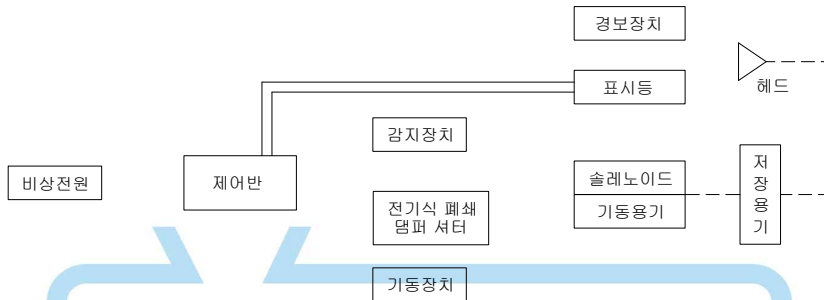 경보장치
표시등
헤드
감지장치
비상전원
제어반
솔레노이드
기동용기
저
장
용
기
전기식 폐쇄
댐퍼 셔터
기동장치